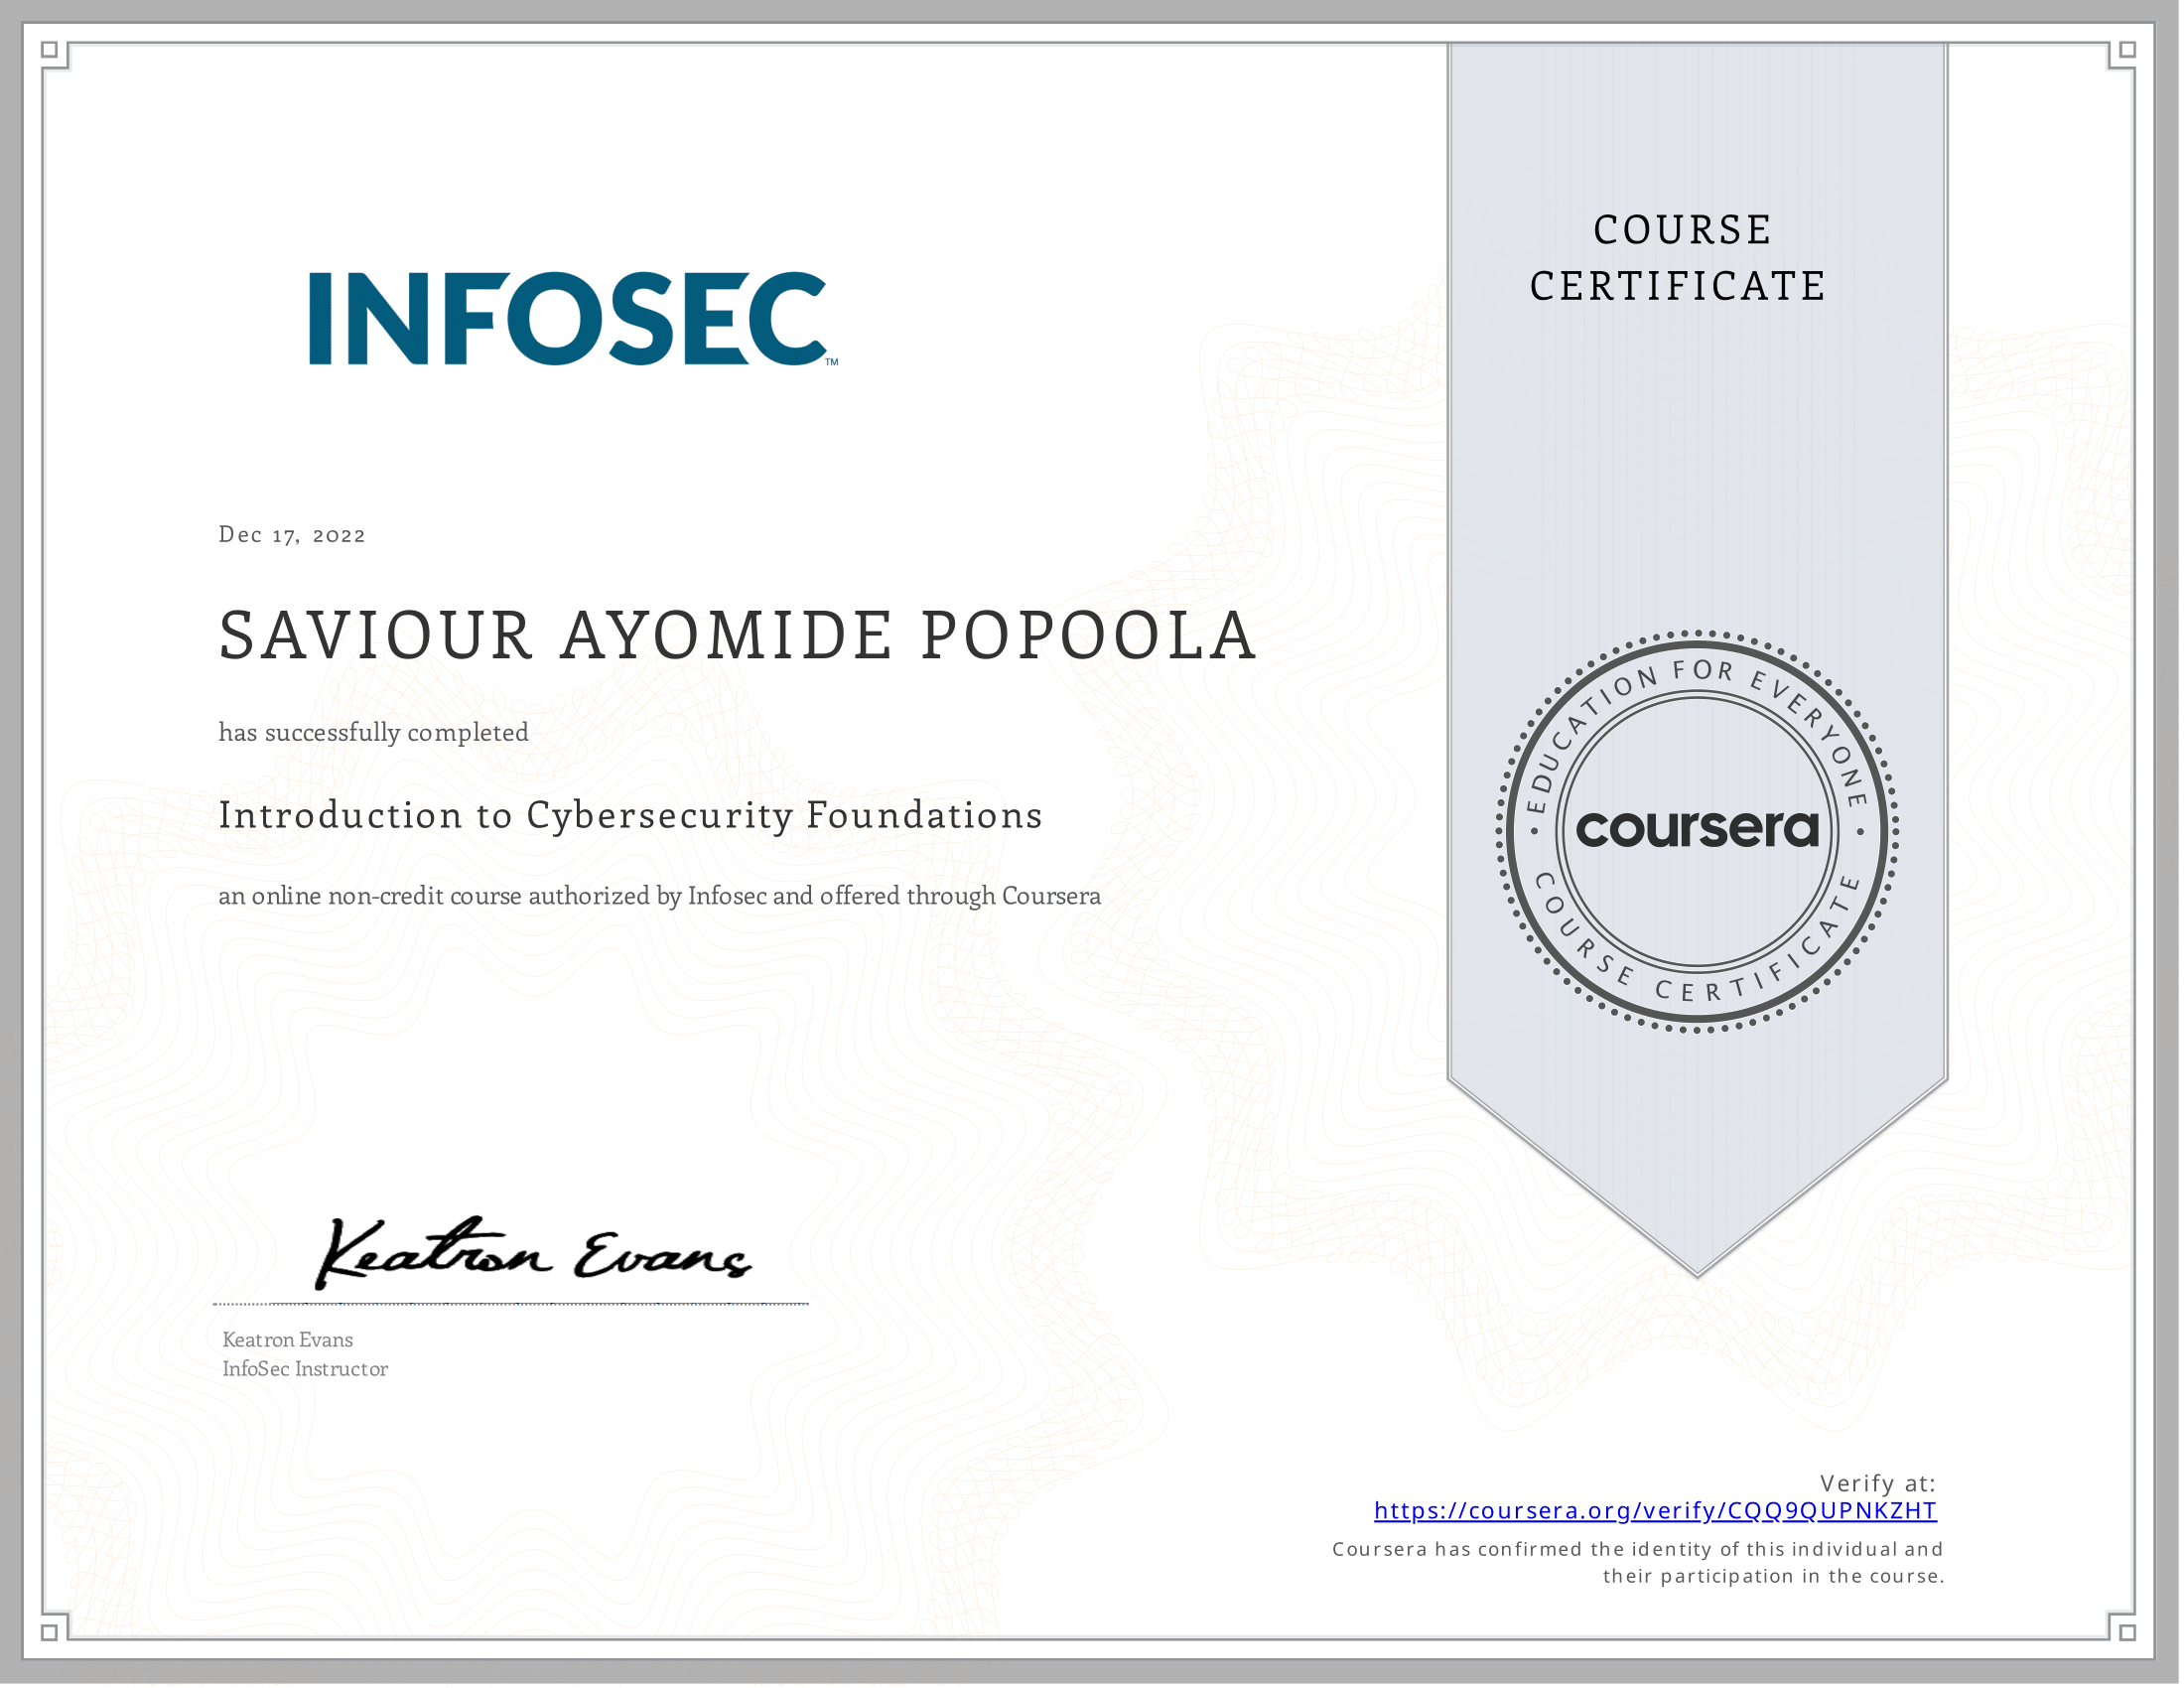 INFOSEC™
COURSE
CERTIFICATE
Dec 17, 2022
SAVIOUR AYOMIDE POPOOLA
has successfully completed
Introduction to Cybersecurity Foundations
an online non-credit course authorized by Infosec and offered through Coursera
• EDUCATION FOR EVERYONE •
coursera
COURSE CERTIFICATE
Keatron Evans
Keatron Evans
InfoSec Instructor
Verify at:
https://coursera.org/verify/CQQ9QUPNKZHT
Coursera has confirmed the identity of this individual and
their participation in the course.